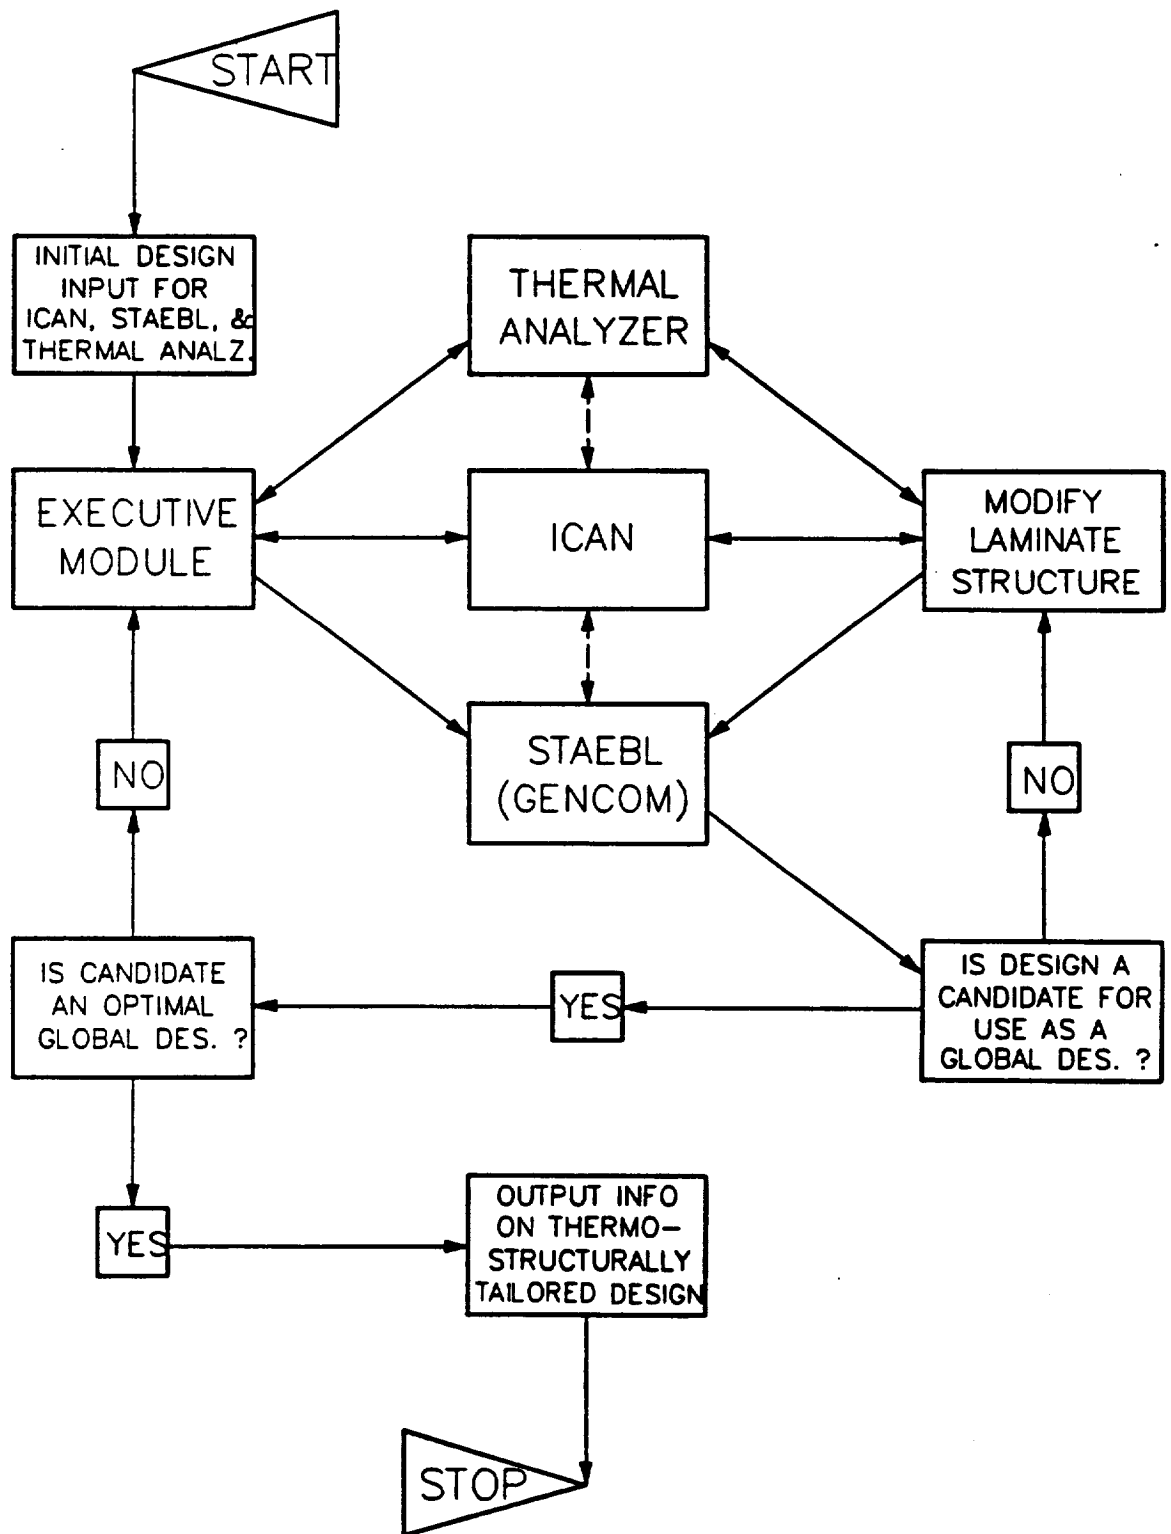 START
INITIAL DESIGN
INPUT FOR
ICAN, STAEBL, &
THERMAL ANALZ.
THERMAL
ANALYZER
EXECUTIVE
MODULE
ICAN
MODIFY
LAMINATE
STRUCTURE
STAEBL
(GENCOM)
NO
NO
IS CANDIDATE
AN OPTIMAL
GLOBAL DES. ?
YES
IS DESIGN A
CANDIDATE FOR
USE AS A
GLOBAL DES. ?
YES
OUTPUT INFO
ON THERMO-
STRUCTURALLY
TAILORED DESIGN
STOP